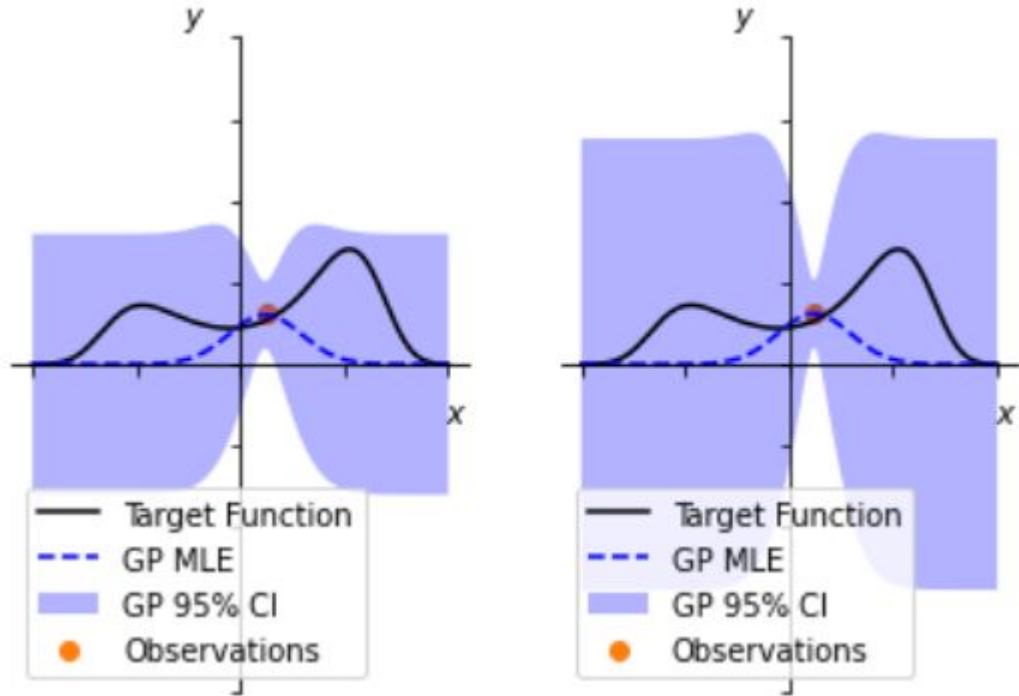 y
x
Target Function
GP MLE
GP 95% CI
Observations
y
x
Target Function
GP MLE
GP 95% CI
Observations